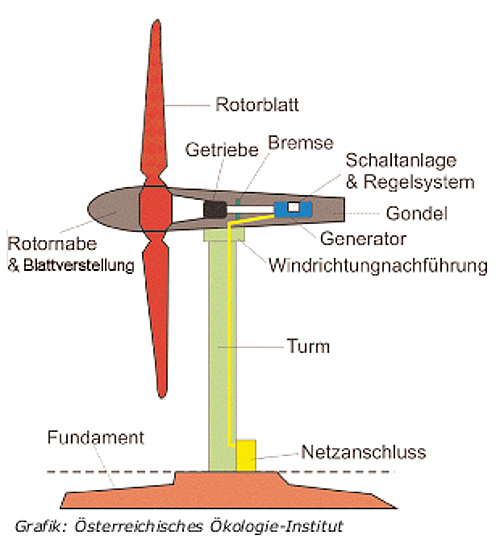 Rotorblatt
Getriebe
Bremse
Schaltanlage
& Regelsystem
Gondel
Generator
Rotornabe
& Blattverstellung
Windrichtungnachführung
Turm
Fundament
Netzanschluss
Grafik: Österreichisches Ökologie-Institut